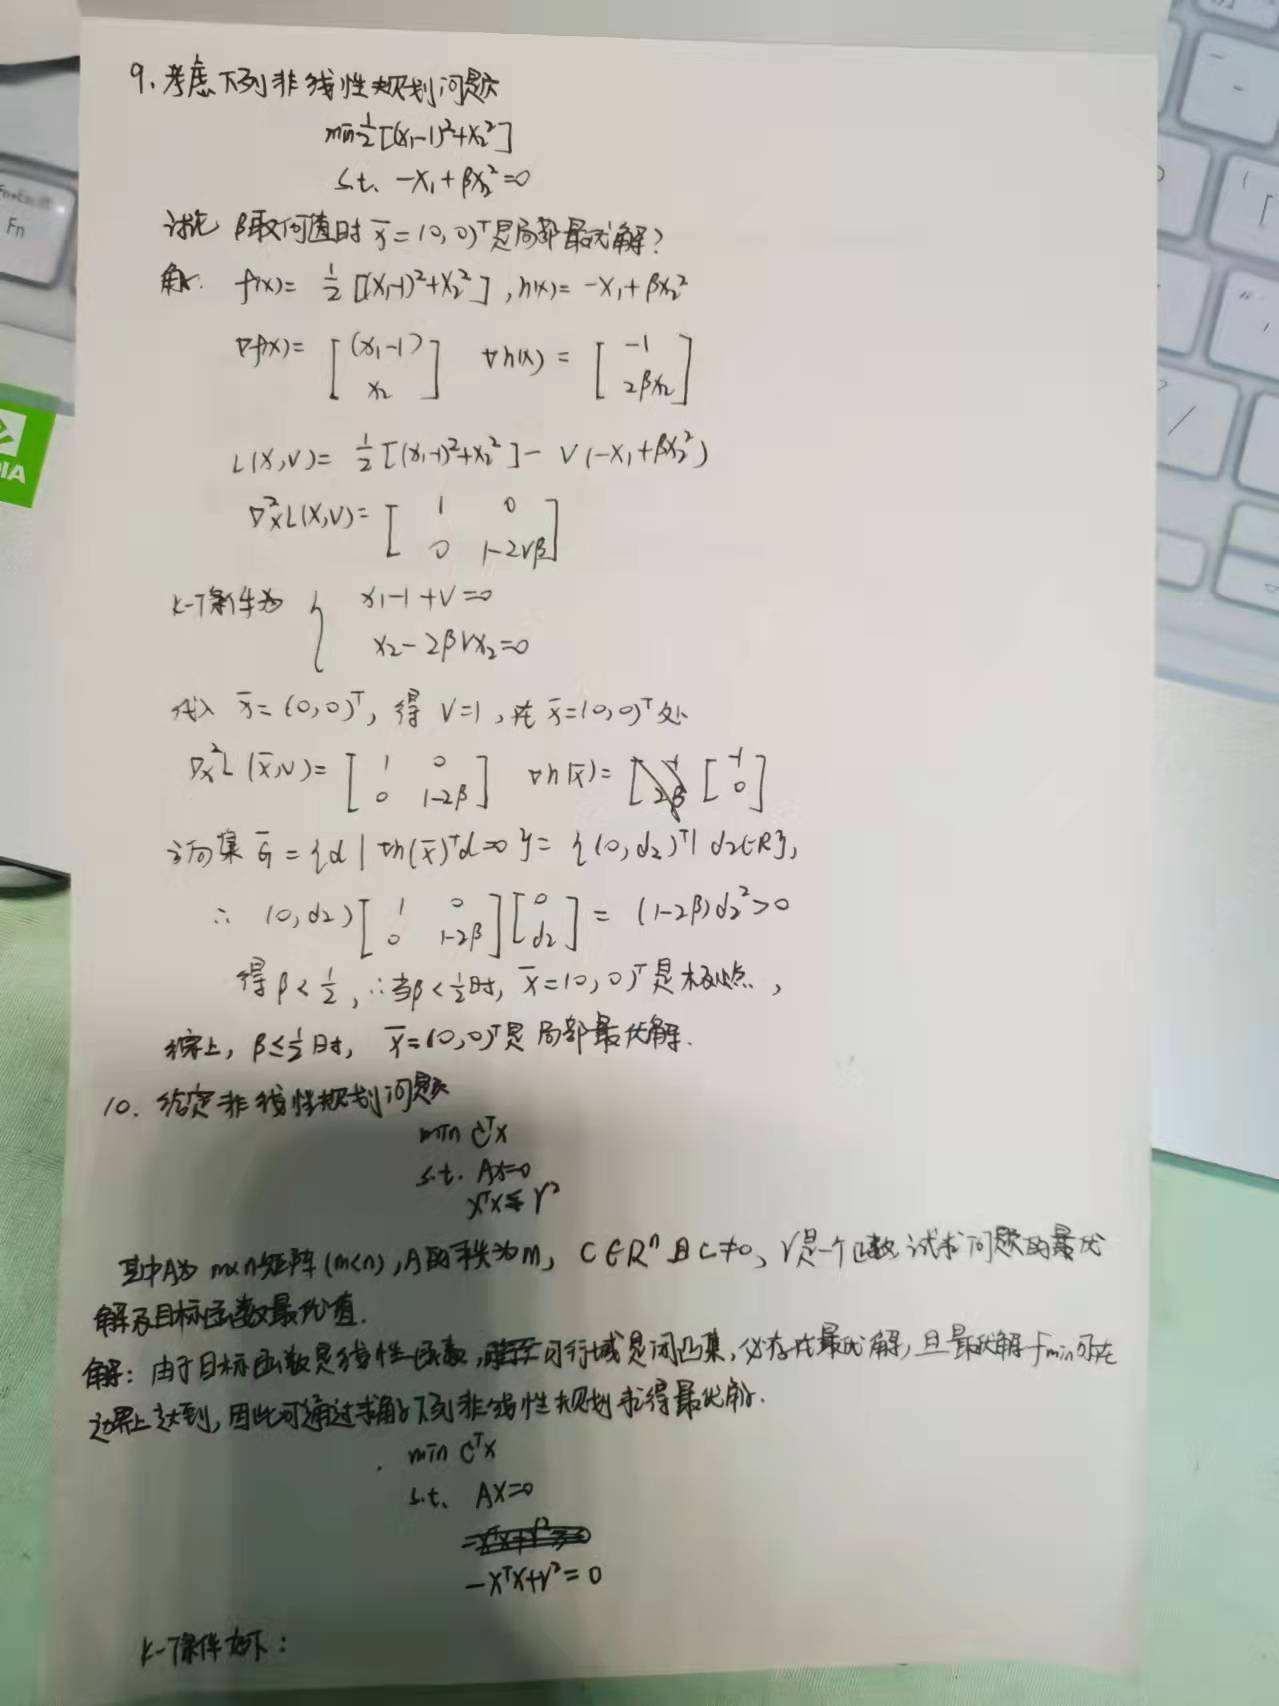 9. 考虑下列非线性规划问题
min ½[(x₁-1)²+x₂²]
s.t. -x₁+βx₂²=0
讨论 β取何值时 x̄=(0,0)ᵀ是局部最优解?
解. f(x)= ½[(x₁-1)²+x₂²], h(x)= -x₁+βx₂²
∇f(x)= [(x₁-1) ; x₂] ∇h(x)= [-1 ; 2βx₂]
L(x,v)= ½[(x₁-1)²+x₂²]- v(-x₁+βx₂²)
∇ₓ²L(x,v)= [1 0 ; 0 1-2vβ]
K-T条件为 { x₁-1+v=0
x₂-2βvx₂=0
代入 x̄=(0,0)ᵀ, 得 v=1, 在 x̄=(0,0)ᵀ处
∇ₓ²L(x̄,v)= [1 0 ; 0 1-2β] ∇h(x̄)= [-1 ; 0]
方向集 Ḡ={d | ∇h(x̄)ᵀd=0}= {(0,d₂)ᵀ| d₂∈R},
∴ (0,d₂)[1 0 ; 0 1-2β][0 ; d₂]= (1-2β)d₂²>0
得 β<½, ∴当β<½时, x̄=(0,0)ᵀ是极小点,
综上, β≤½时, x̄=(0,0)ᵀ是局部最优解.
10. 给定非线性规划问题
min cᵀx
s.t. Ax=0
xᵀx≤γ²
其中A为 m×n矩阵(m<n), A的秩为m, C∈Rⁿ且C≠0, γ是一个正数 试求问题的最优
解及目标函数最优值.
解: 由于目标函数是线性函数, 可行域是闭凸集, 必存在最优解, 且最优解fmin可在
边界上达到, 因此可通过求解下列非线性规划求得最优解.
min cᵀx
s.t. Ax=0
-xᵀx+γ²=0
K-T条件如下:
Fn